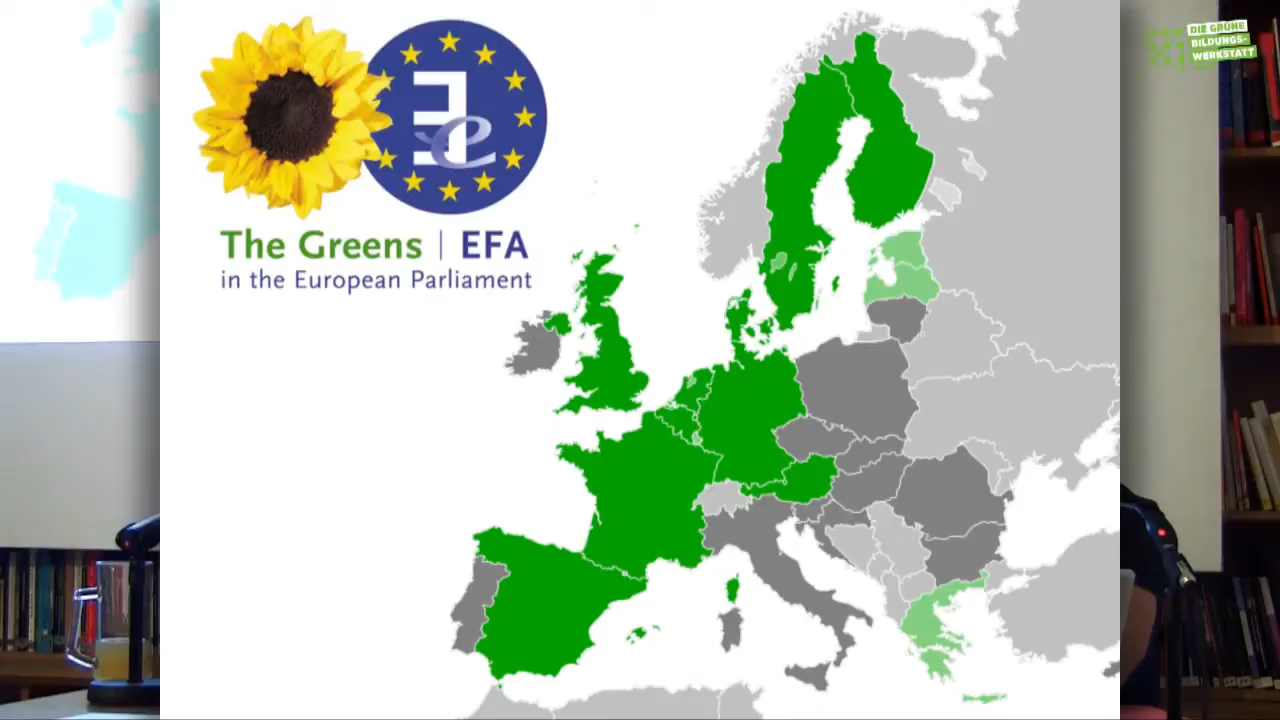 The Greens | EFA
in the European Parliament
DIE GRÜNE
BILDUNGS-
WERKSTATT